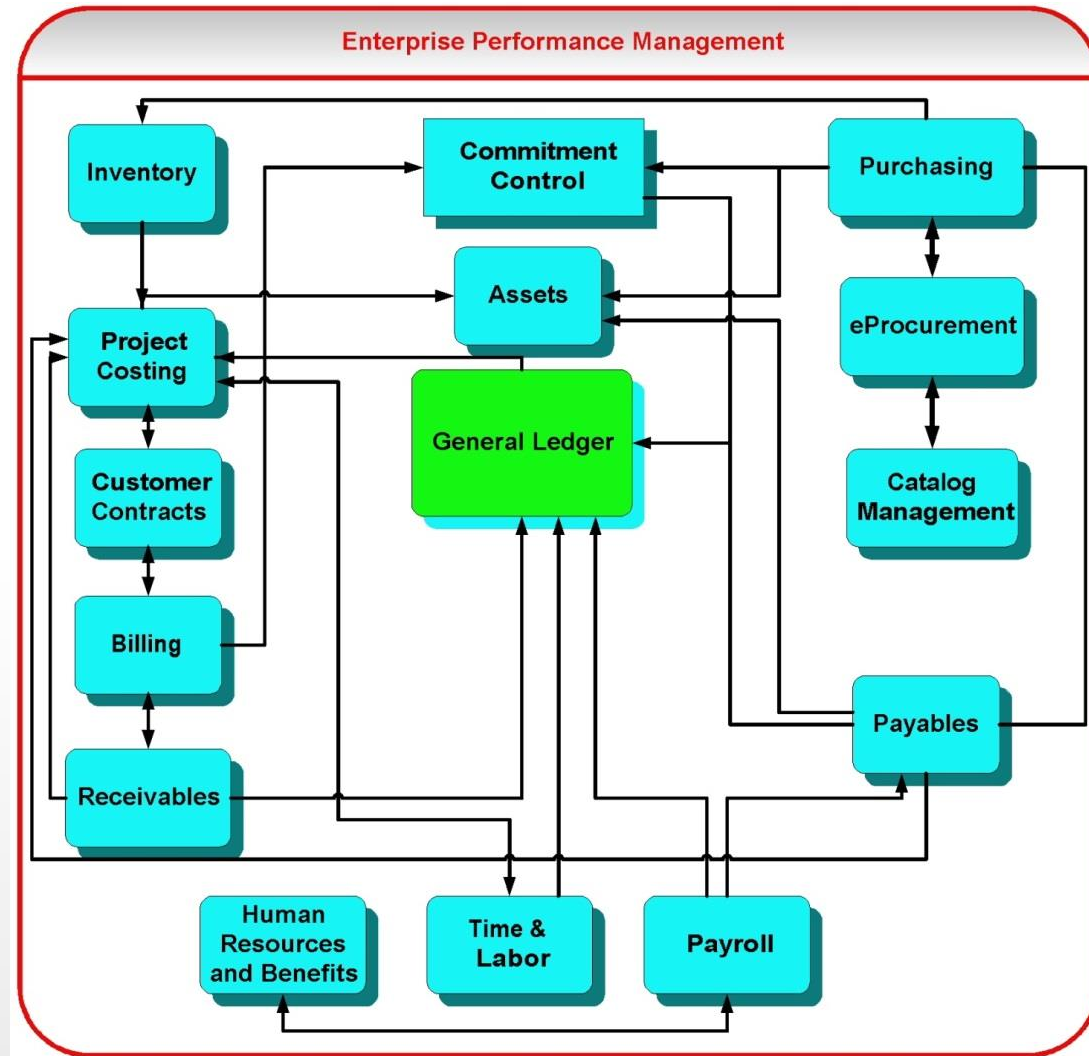 Enterprise Performance Management
Inventory
Commitment
Control
Purchasing
Assets
eProcurement
Project
Costing
General Ledger
Customer
Contracts
Catalog
Management
Billing
Payables
Receivables
Human
Resources
and Benefits
Time &
Labor
Payroll